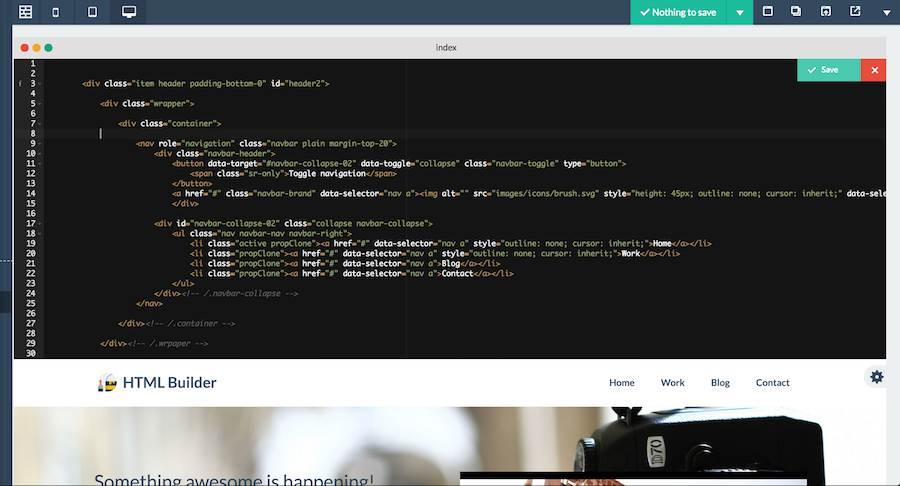 Nothing to save
index
Save
1
2
i 3 <div class="item header padding-bottom-0" id="header2">
4
5 <div class="wrapper">
6
7 <div class="container">
8
9 <nav role="navigation" class="navbar plain margin-top-20">
10 <div class="navbar-header">
11 <button data-target="#navbar-collapse-02" data-toggle="collapse" class="navbar-toggle" type="button">
12 <span class="sr-only">Toggle navigation</span>
13 </button>
14 <a href="#" class="navbar-brand" data-selector="nav a"><img alt="" src="images/icons/brush.svg" style="height: 45px; outline: none; cursor: inherit;" data-sele
15 </div>
16
17 <div id="navbar-collapse-02" class="collapse navbar-collapse">
18 <ul class="nav navbar-nav navbar-right">
19 <li class="active propClone"><a href="#" data-selector="nav a" style="outline: none; cursor: inherit;">Home</a></li>
20 <li class="propClone"><a href="#" data-selector="nav a" style="outline: none; cursor: inherit;">Work</a></li>
21 <li class="propClone"><a href="#" data-selector="nav a">Blog</a></li>
22 <li class="propClone"><a href="#" data-selector="nav a">Contact</a></li>
23 </ul>
24 </div><!-- /.navbar-collapse -->
25 </nav>
26
27 </div><!-- /.container -->
28
29 </div><!-- /.wrpaper -->
30
HTML Builder Home Work Blog Contact
Something awesome is happening!